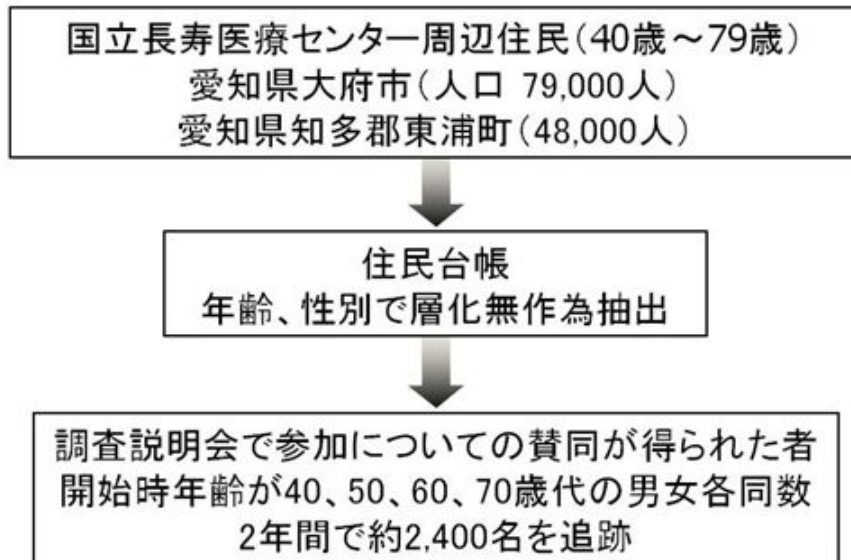 国立長寿医療センター周辺住民(40歳～79歳)
愛知県大府市(人口 79,000人)
愛知県知多郡東浦町(48,000人)
住民台帳
年齢、性別で層化無作為抽出
調査説明会で参加についての賛同が得られた者
開始時年齢が40、50、60、70歳代の男女各同数
2年間で約2,400名を追跡